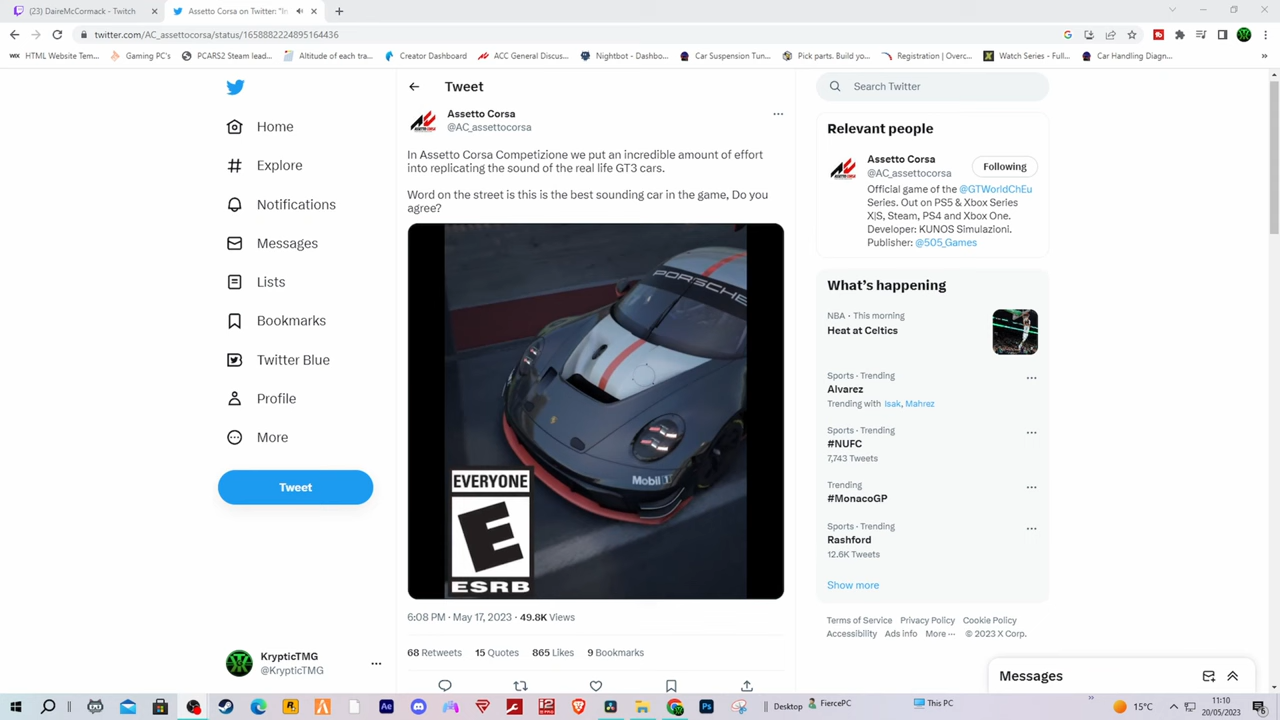 (23) DaireMcCormack - Twitch
Assetto Corsa on Twitter: "In
twitter.com/AC_assettocorsa/status/1658882224895164436
HTML Website Tem...
Gaming PC's
PCARS2 Steam lead...
Altitude of each tra...
Creator Dashboard
ACC General Discus...
Nightbot - Dashbo...
Car Suspension Tun...
Pick parts. Build yo...
Registration | Overc...
Watch Series - Full...
Car Handling Diagn...
Home
Explore
Notifications
Messages
Lists
Bookmarks
Twitter Blue
Profile
More
Tweet
KrypticTMG
@KrypticTMG
Tweet
Assetto Corsa
@AC_assettocorsa
In Assetto Corsa Competizione we put an incredible amount of effort
into replicating the sound of the real life GT3 cars.
Word on the street is this is the best sounding car in the game, Do you
agree?
PORSCHE
Mobil 1
EVERYONE
E
ESRB
6:08 PM · May 17, 2023 · 49.8K Views
68 Retweets 15 Quotes 865 Likes 9 Bookmarks
Search Twitter
Relevant people
Assetto Corsa
@AC_assettocorsa
Following
Official game of the @GTWorldChEu
Series. Out on PS5 & Xbox Series
X|S, Steam, PS4 and Xbox One.
Developer: KUNOS Simulazioni.
Publisher: @505_Games
What's happening
NBA · This morning
Heat at Celtics
Sports · Trending
Alvarez
Trending with Isak, Mahrez
Sports · Trending
#NUFC
7,743 Tweets
Trending
#MonacoGP
Sports · Trending
Rashford
12.6K Tweets
Show more
Terms of Service Privacy Policy Cookie Policy
Accessibility Ads info More ··· © 2023 X Corp.
Messages
Desktop
FiercePC
This PC
15°C
11:10
20/05/2023